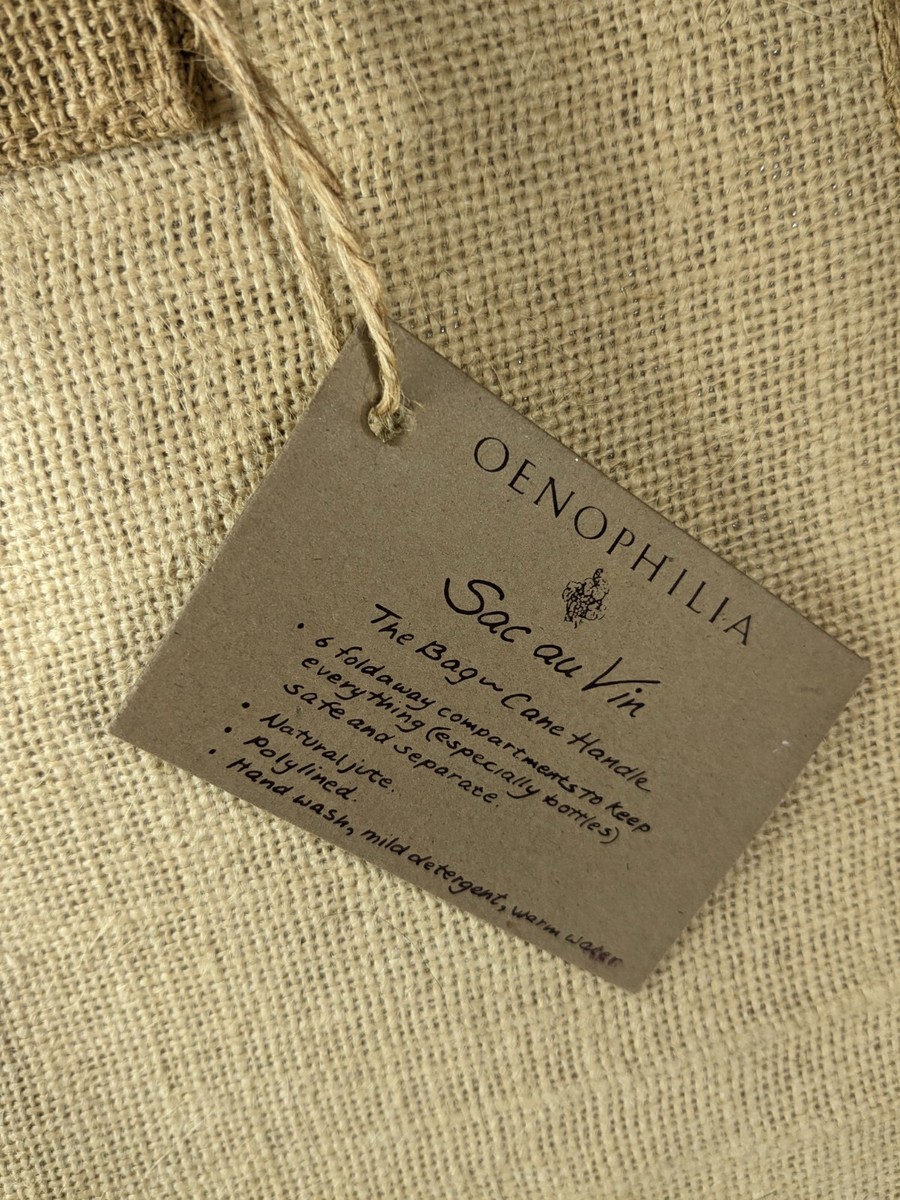 OENOPHILIA
Sac au Vin
The Bag ~ Cane Handle
• 6 foldaway compartments to keep
everything (especially bottles)
safe and separate.
• Natural jute.
• Polylined.
• Hand wash, mild detergent, warm water.